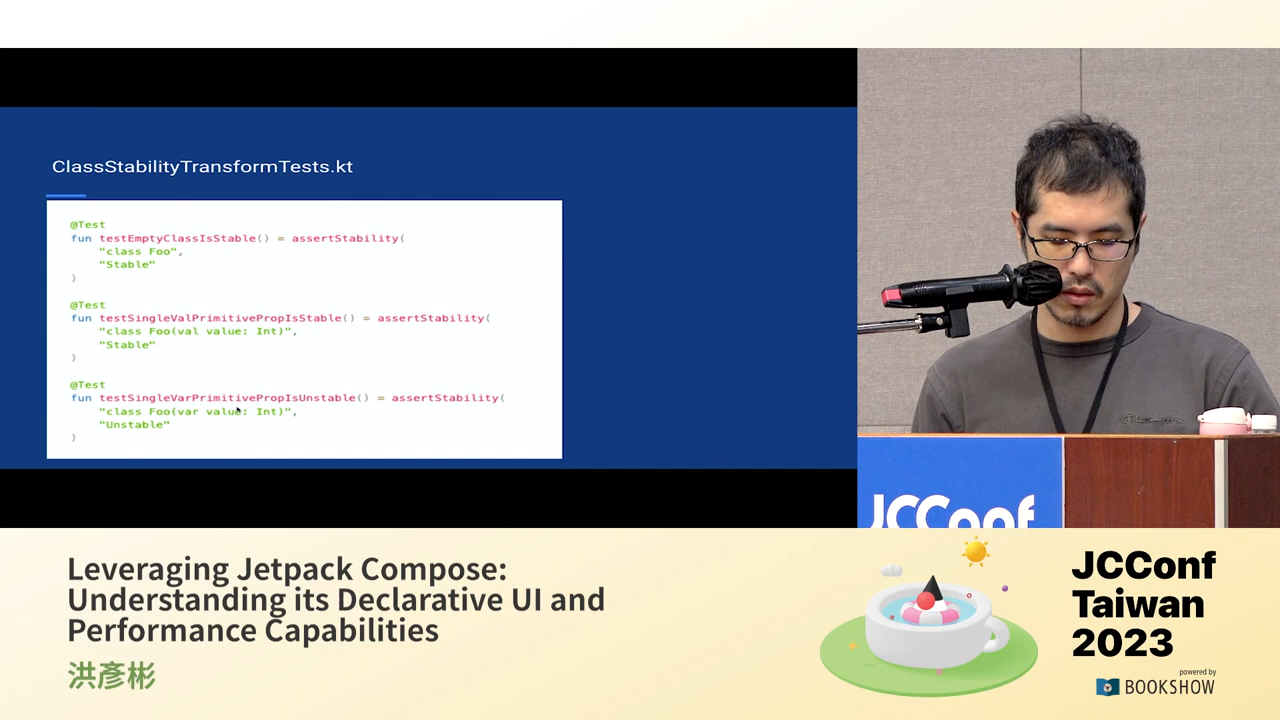 ClassStabilityTransformTests.kt
@Test
fun testEmptyClassIsStable() = assertStability(
"class Foo",
"Stable"
)
@Test
fun testSingleValPrimitivePropIsStable() = assertStability(
"class Foo(val value: Int)",
"Stable"
)
@Test
fun testSingleVarPrimitivePropIsUnstable() = assertStability(
"class Foo(var value: Int)",
"Unstable"
)
JCConf
Leveraging Jetpack Compose:
Understanding its Declarative UI and
Performance Capabilities
洪彥彬
JCConf
Taiwan
2023
powered by
BOOKSHOW